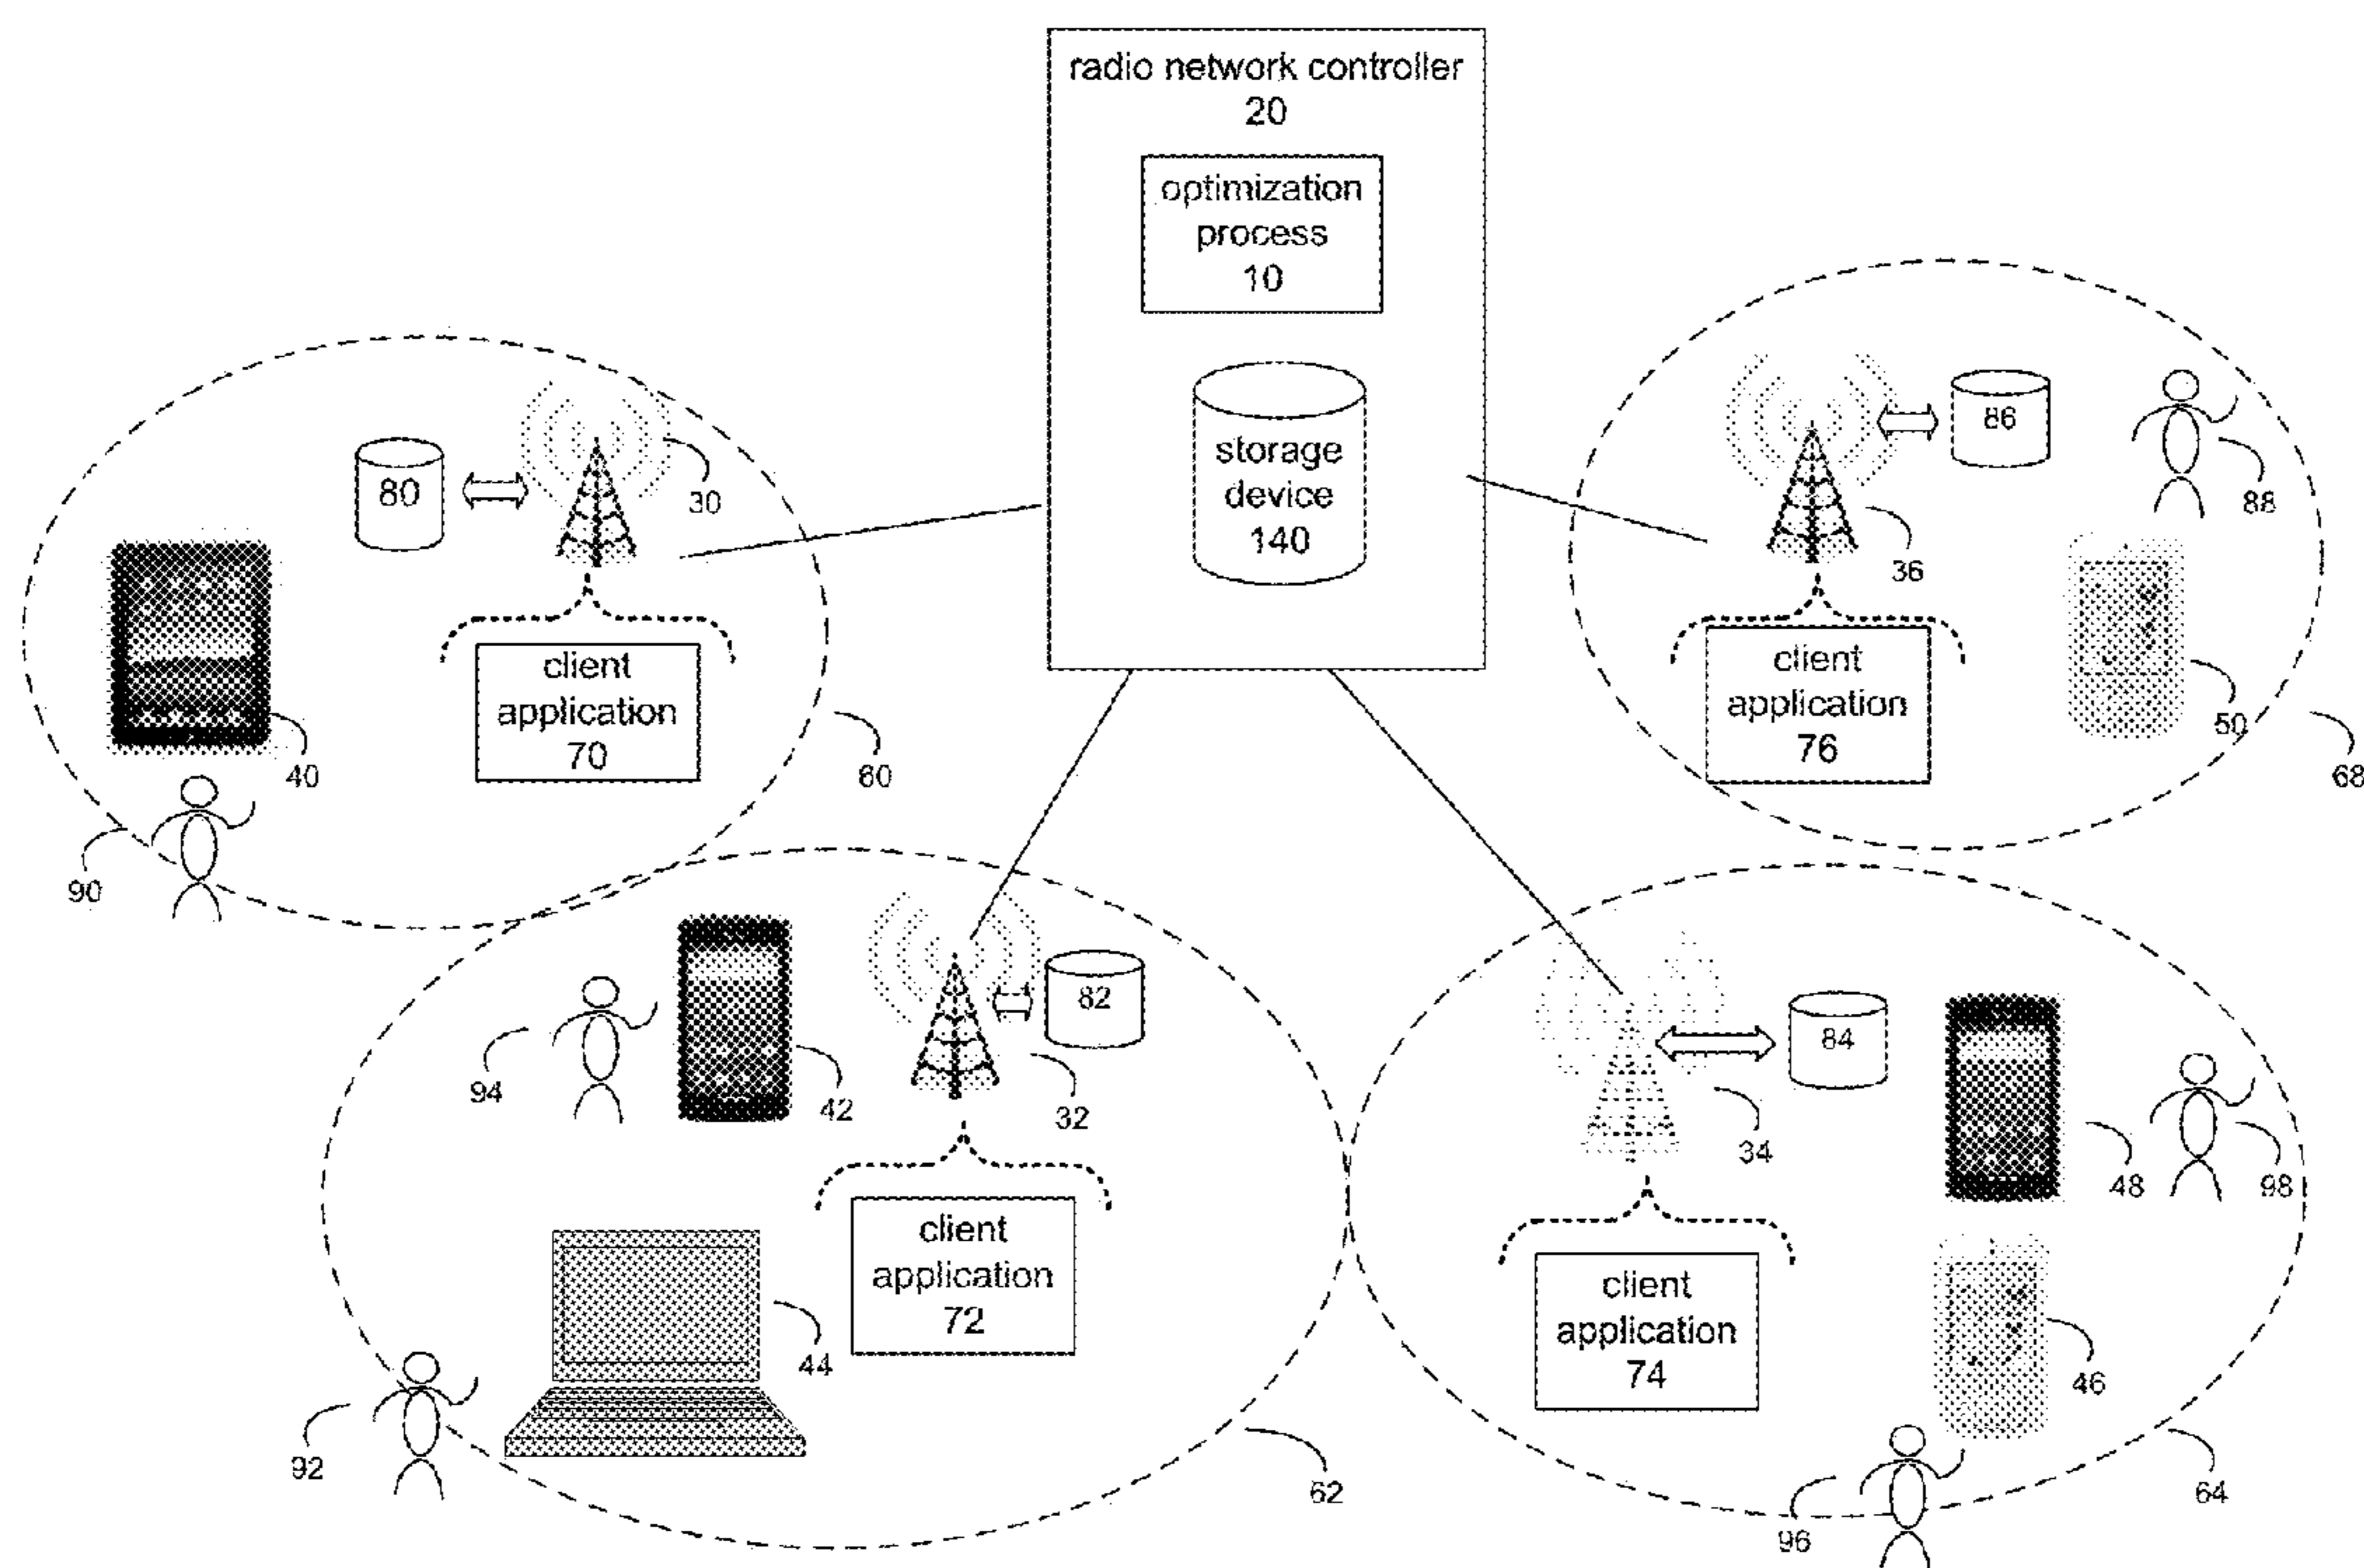 radio network controller
20
optimization
process
10
storage
device
140
80
30
client
application
70
40
60
90
86
88
36
client
application
76
50
68
94
42
82
32
client
application
72
44
92
62
84
34
48
98
client
application
74
46
96
64